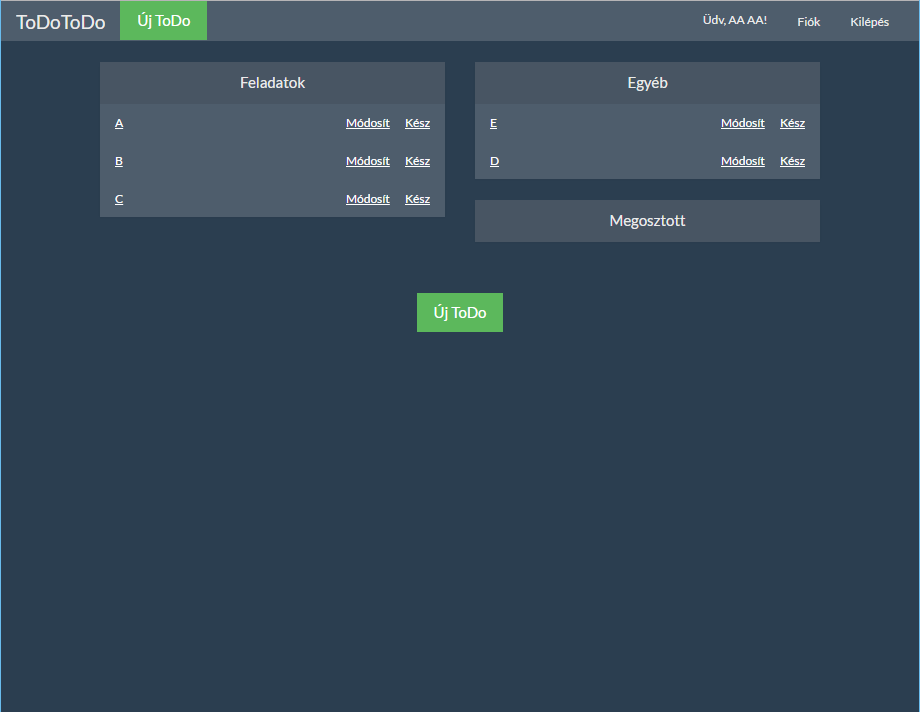 ToDoToDo Új ToDo Üdv, AA AA! Fiók Kilépés
Feladatok
A Módosít Kész
B Módosít Kész
C Módosít Kész
Egyéb
E Módosít Kész
D Módosít Kész
Megosztott
Új ToDo